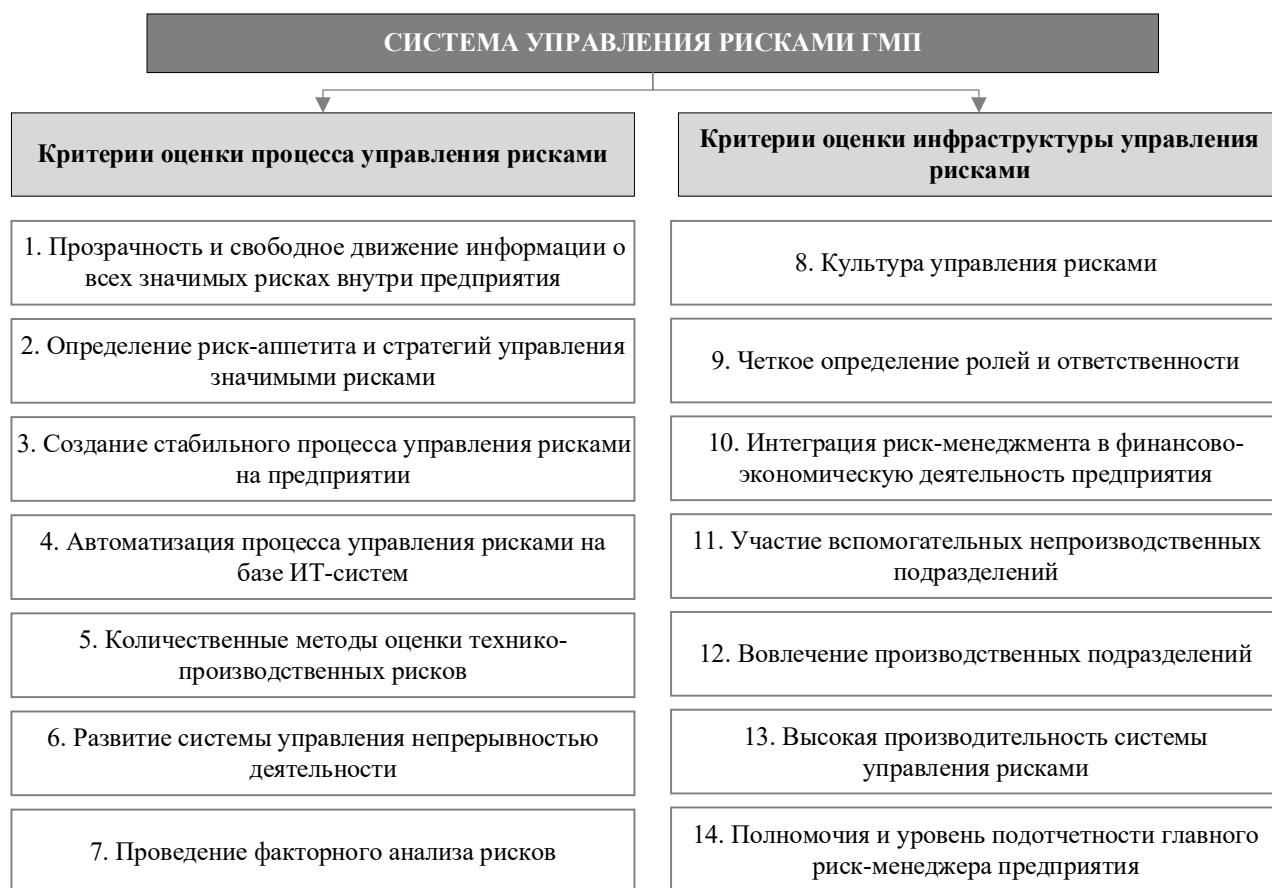 СИСТЕМА УПРАВЛЕНИЯ РИСКАМИ ГМП
Критерии оценки процесса управления рисками
1. Прозрачность и свободное движение информации о
всех значимых рисках внутри предприятия
2. Определение риск-аппетита и стратегий управления
значимыми рисками
3. Создание стабильного процесса управления рисками
на предприятии
4. Автоматизация процесса управления рисками на
базе ИТ-систем
5. Количественные методы оценки технико-
производственных рисков
6. Развитие системы управления непрерывностью
деятельности
7. Проведение факторного анализа рисков
Критерии оценки инфраструктуры управления
рисками
8. Культура управления рисками
9. Четкое определение ролей и ответственности
10. Интеграция риск-менеджмента в финансово-
экономическую деятельность предприятия
11. Участие вспомогательных непроизводственных
подразделений
12. Вовлечение производственных подразделений
13. Высокая производительность системы
управления рисками
14. Полномочия и уровень подотчетности главного
риск-менеджера предприятия